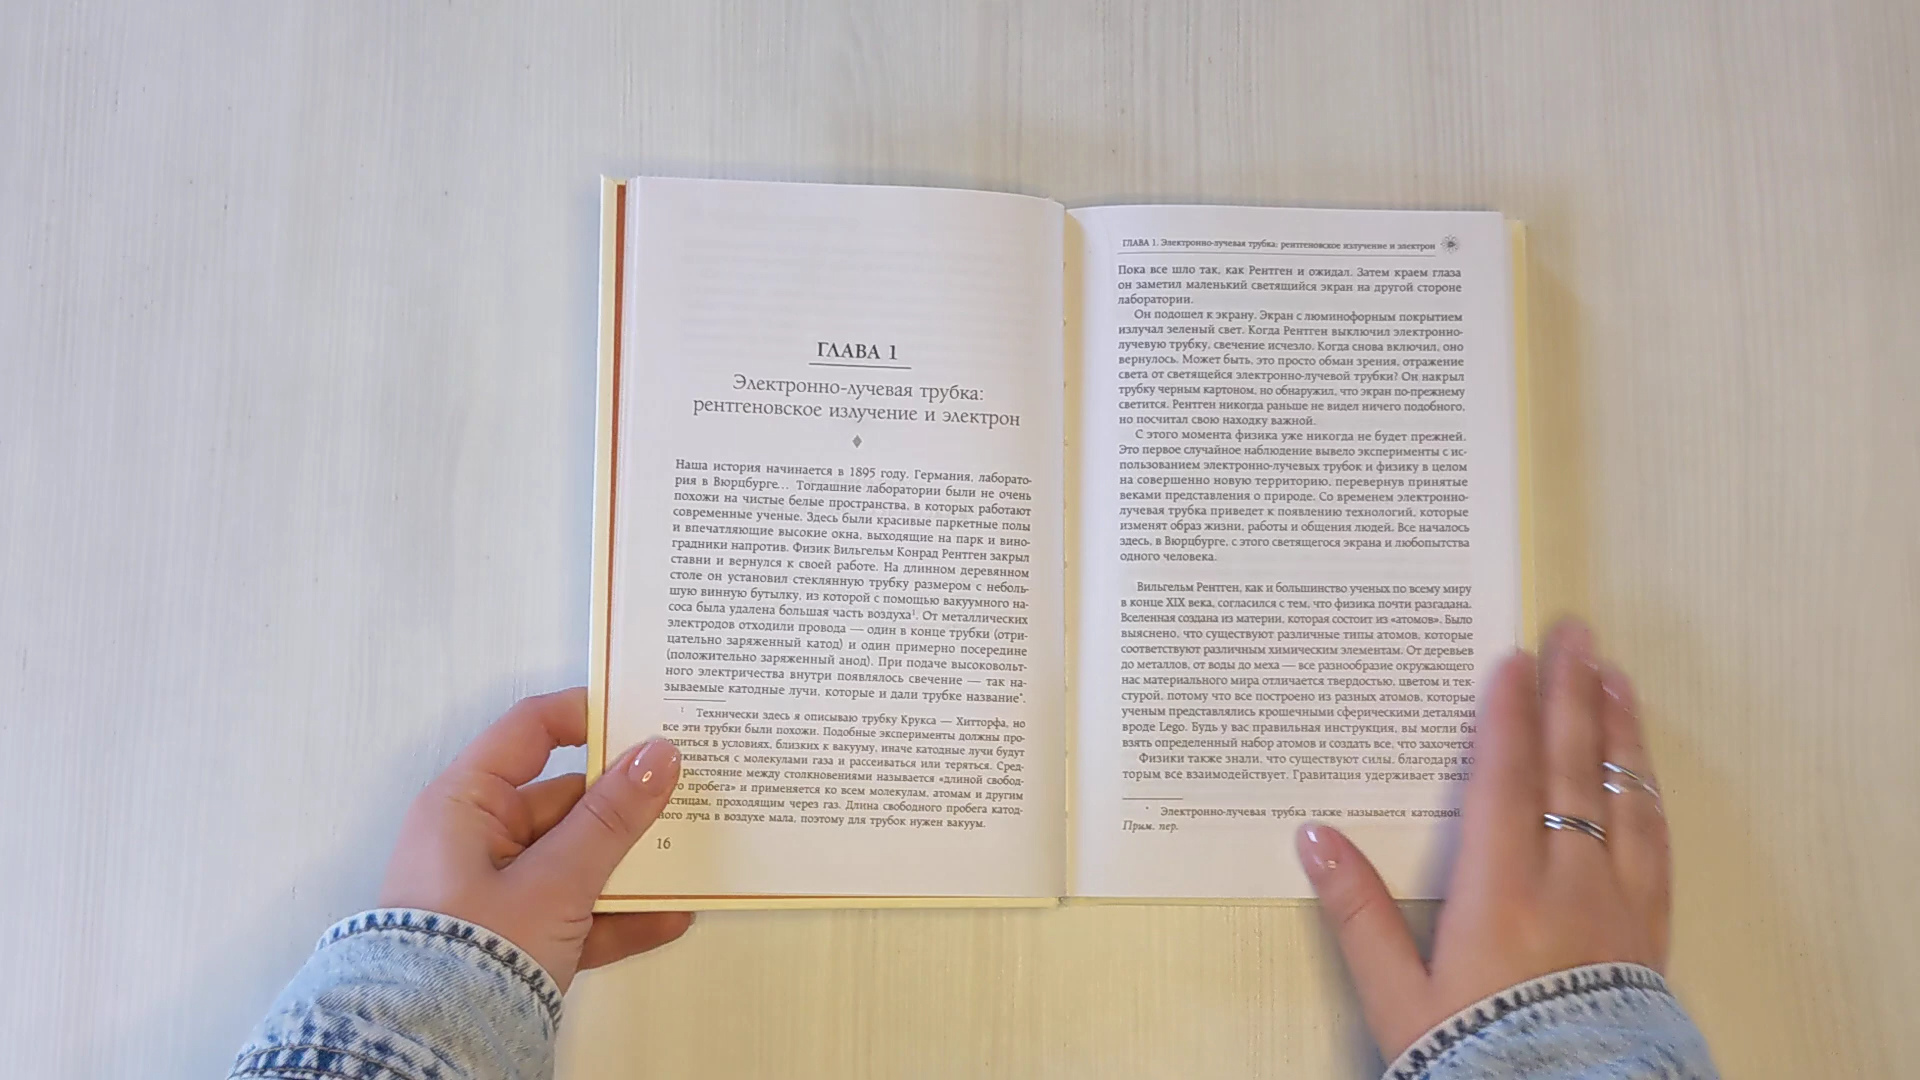 ГЛАВА 1
Электронно-лучевая трубка:
рентгеновское излучение и электрон
Наша история начинается в 1895 году. Германия, лаборато-
рия в Вюрцбурге… Тогдашние лаборатории были не очень
похожи на чистые белые пространства, в которых работают
современные ученые. Здесь были красивые паркетные полы
и впечатляющие высокие окна, выходящие на парк и вино-
градники напротив. Физик Вильгельм Конрад Рентген закрыл
ставни и вернулся к своей работе. На длинном деревянном
столе он установил стеклянную трубку размером с неболь-
шую винную бутылку, из которой с помощью вакуумного на-
соса была удалена большая часть воздуха¹. От металлических
электродов отходили провода — один в конце трубки (отри-
цательно заряженный катод) и один примерно посередине
(положительно заряженный анод). При подаче высоковольт-
ного электричества внутри появлялось свечение — так на-
зываемые катодные лучи, которые и дали трубке название*.
¹ Технически здесь я описываю трубку Крукса — Хитторфа, но
все эти трубки были похожи. Подобные эксперименты должны про-
водиться в условиях, близких к вакууму, иначе катодные лучи будут
с молекулами газа и рассеиваться или теряться. Сред-
расстояние между столкновениями называется «длиной свобод-
пробега» и применяется ко всем молекулам, атомам и другим
частицам, проходящим через газ. Длина свободного пробега катод-
ного луча в воздухе мала, поэтому для трубок нужен вакуум.
16
ГЛАВА 1. Электронно-лучевая трубка: рентгеновское излучение и электрон
Пока все шло так, как Рентген и ожидал. Затем краем глаза
он заметил маленький светящийся экран на другой стороне
лаборатории.
Он подошел к экрану. Экран с люминофорным покрытием
излучал зеленый свет. Когда Рентген выключил электронно-
лучевую трубку, свечение исчезло. Когда снова включил, оно
вернулось. Может быть, это просто обман зрения, отражение
света от светящейся электронно-лучевой трубки? Он накрыл
трубку черным картоном, но обнаружил, что экран по-прежнему
светится. Рентген никогда раньше не видел ничего подобного,
но посчитал свою находку важной.
С этого момента физика уже никогда не будет прежней.
Это первое случайное наблюдение вывело эксперименты с ис-
пользованием электронно-лучевых трубок и физику в целом
на совершенно новую территорию, перевернув принятые
веками представления о природе. Со временем электронно-
лучевая трубка приведет к появлению технологий, которые
изменят образ жизни, работы и общения людей. Все началось
здесь, в Вюрцбурге, с этого светящегося экрана и любопытства
одного человека.
Вильгельм Рентген, как и большинство ученых по всему миру
в конце XIX века, согласился с тем, что физика почти разгадана.
Вселенная создана из материи, которая состоит из «атомов». Было
выяснено, что существуют различные типы атомов, которые
соответствуют различным химическим элементам. От деревьев
до металлов, от воды до меха — все разнообразие окружающего
нас материального мира отличается твердостью, цветом и тек-
стурой, потому что все построено из разных атомов, которые
ученым представлялись крошечными сферическими деталями
вроде Lego. Будь у вас правильная инструкция, вы могли бы
взять определенный набор атомов и создать все, что захочется.
Физики также знали, что существуют силы, благодаря ко-
торым все взаимодействует. Гравитация удерживает
* Электронно-лучевая трубка также называется катодной.
Прим. пер.